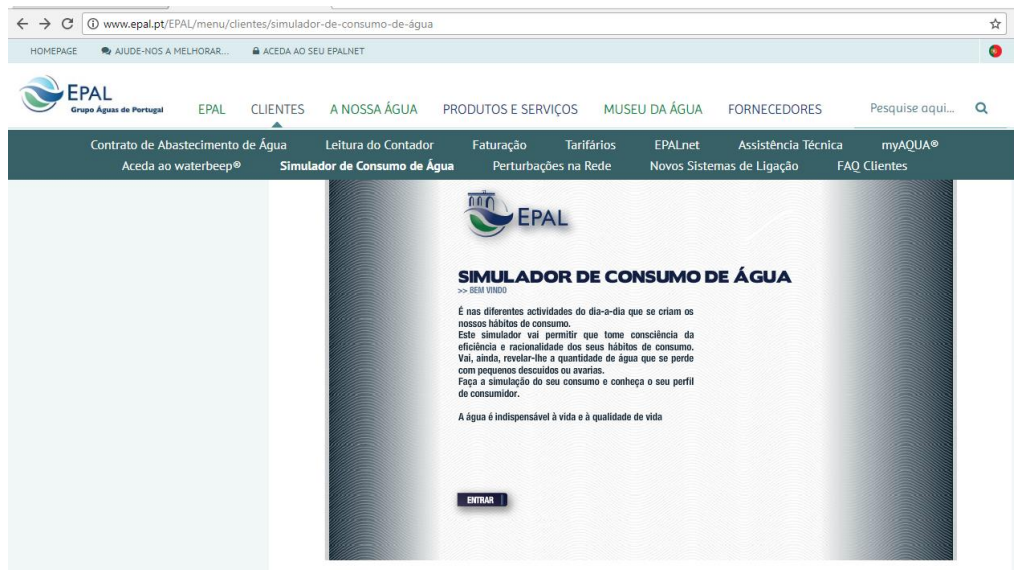 www.epal.pt/EPAL/menu/clientes/simulador-de-consumo-de-água
HOMEPAGE AJUDE-NOS A MELHORAR... ACEDA AO SEU EPALNET
EPAL
Grupo Águas de Portugal
EPAL CLIENTES A NOSSA ÁGUA PRODUTOS E SERVIÇOS MUSEU DA ÁGUA FORNECEDORES Pesquise aqui...
Contrato de Abastecimento de Água Leitura do Contador Faturação Tarifários EPALnet Assistência Técnica myAQUA®
Aceda ao waterbeep® Simulador de Consumo de Água Perturbações na Rede Novos Sistemas de Ligação FAQ Clientes
EPAL
SIMULADOR DE CONSUMO DE ÁGUA
>> BEM VINDO
É nas diferentes actividades do dia-a-dia que se criam os
nossos hábitos de consumo.
Este simulador vai permitir que tome consciência da
eficiência e racionalidade dos seus hábitos de consumo.
Vai, ainda, revelar-lhe a quantidade de água que se perde
com pequenos descuidos ou avarias.
Faça a simulação do seu consumo e conheça o seu perfil
de consumidor.
A água é indispensável à vida e à qualidade de vida
ENTRAR